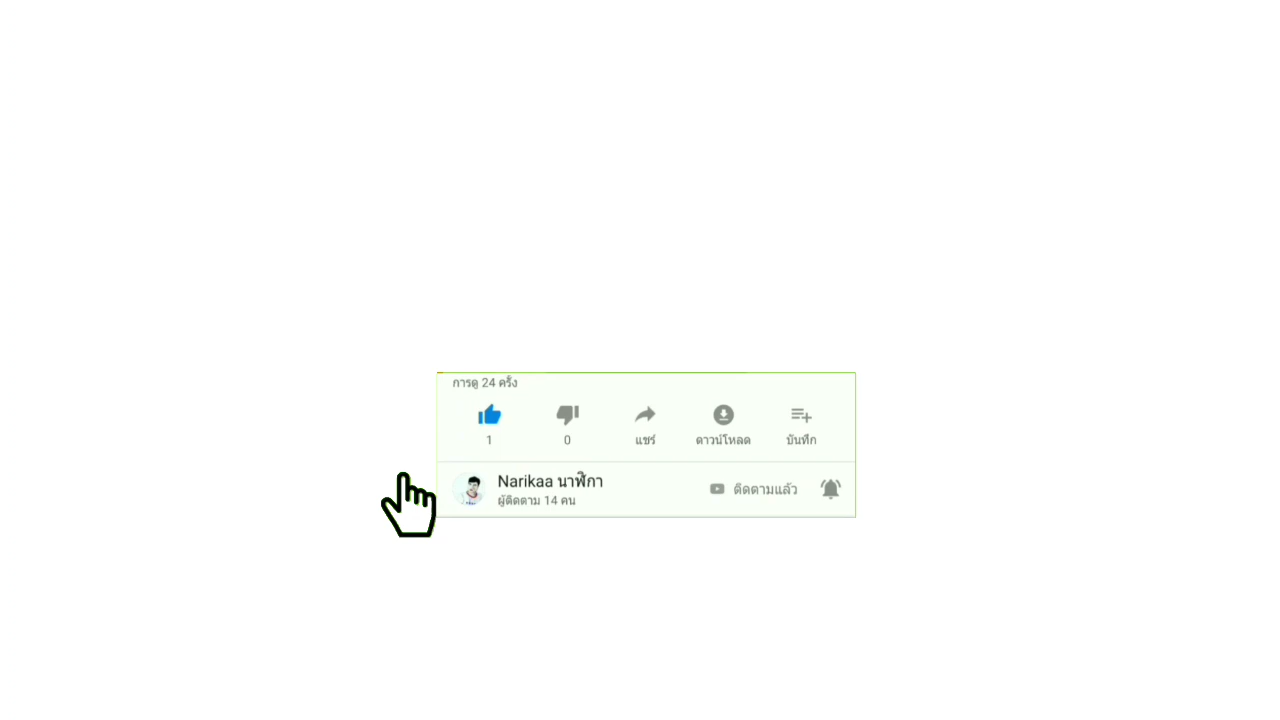 การดู 24 ครั้ง
1 0 แชร์ ดาวน์โหลด บันทึก
Narikaa นาฬิกา
ติดตามแล้ว
ผู้ติดตาม 14 คน